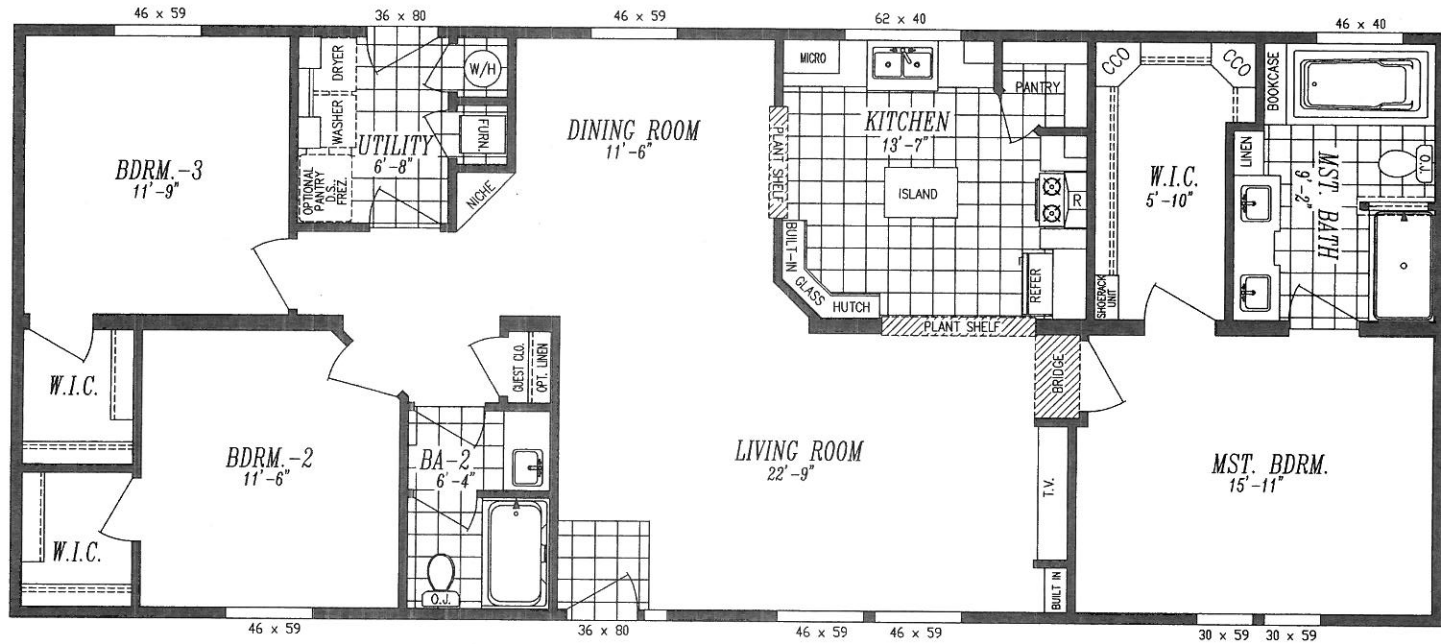 46 x 59
36 x 80
46 x 59
62 x 40
46 x 40
BDRM.-3
11'-9"
DRYER
WASHER
OPTIONAL
PANTRY
D.S.
FREZ.
UTILITY
6'-8"
W/H
FURN.
NICHE
DINING ROOM
11'-6"
MICRO
KITCHEN
13'-7"
PLANT SHELF
ISLAND
PANTRY
R
REFER
BUILT-IN
GLASS
HUTCH
PLANT SHELF
CCO
CCO
W.I.C.
5'-10"
SHOERACK
UNIT
BOOKCASE
LINEN
MST. BATH
9'-2"
O.J.
W.I.C.
BDRM.-2
11'-6"
W.I.C.
GUEST CLO.
OPT. LINEN
BA-2
6'-4"
O.J.
LIVING ROOM
22'-9"
BRIDGE
T.V.
BUILT IN
MST. BDRM.
15'-11"
46 x 59
36 x 80
46 x 59
46 x 59
30 x 59
30 x 59